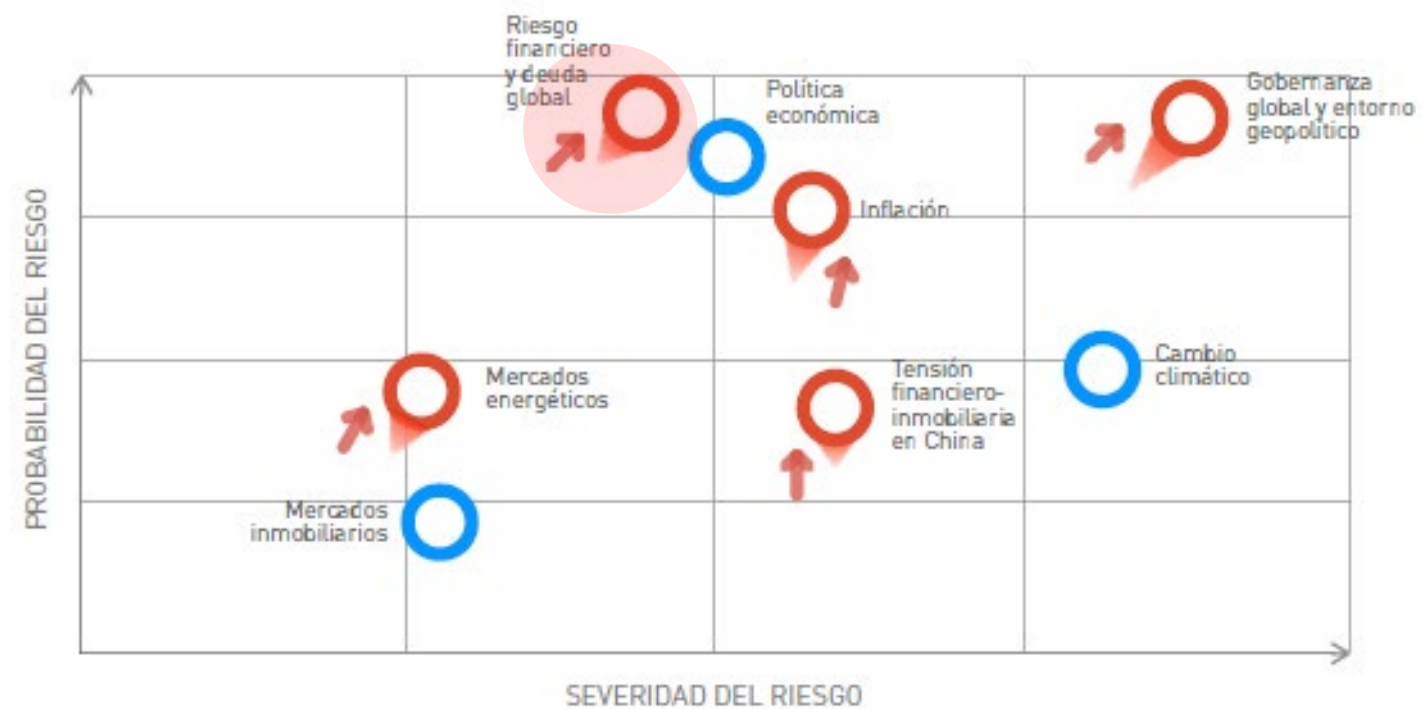 Riesgo
financiero
y deuda
global
Política
económica
Gobernanza
global y entorno
geopolítico
Inflación
PROBABILIDAD DEL RIESGO
Mercados
energéticos
Tensión
financiero-
inmobiliaria
en China
Cambio
climático
Mercados
inmobiliarios
SEVERIDAD DEL RIESGO